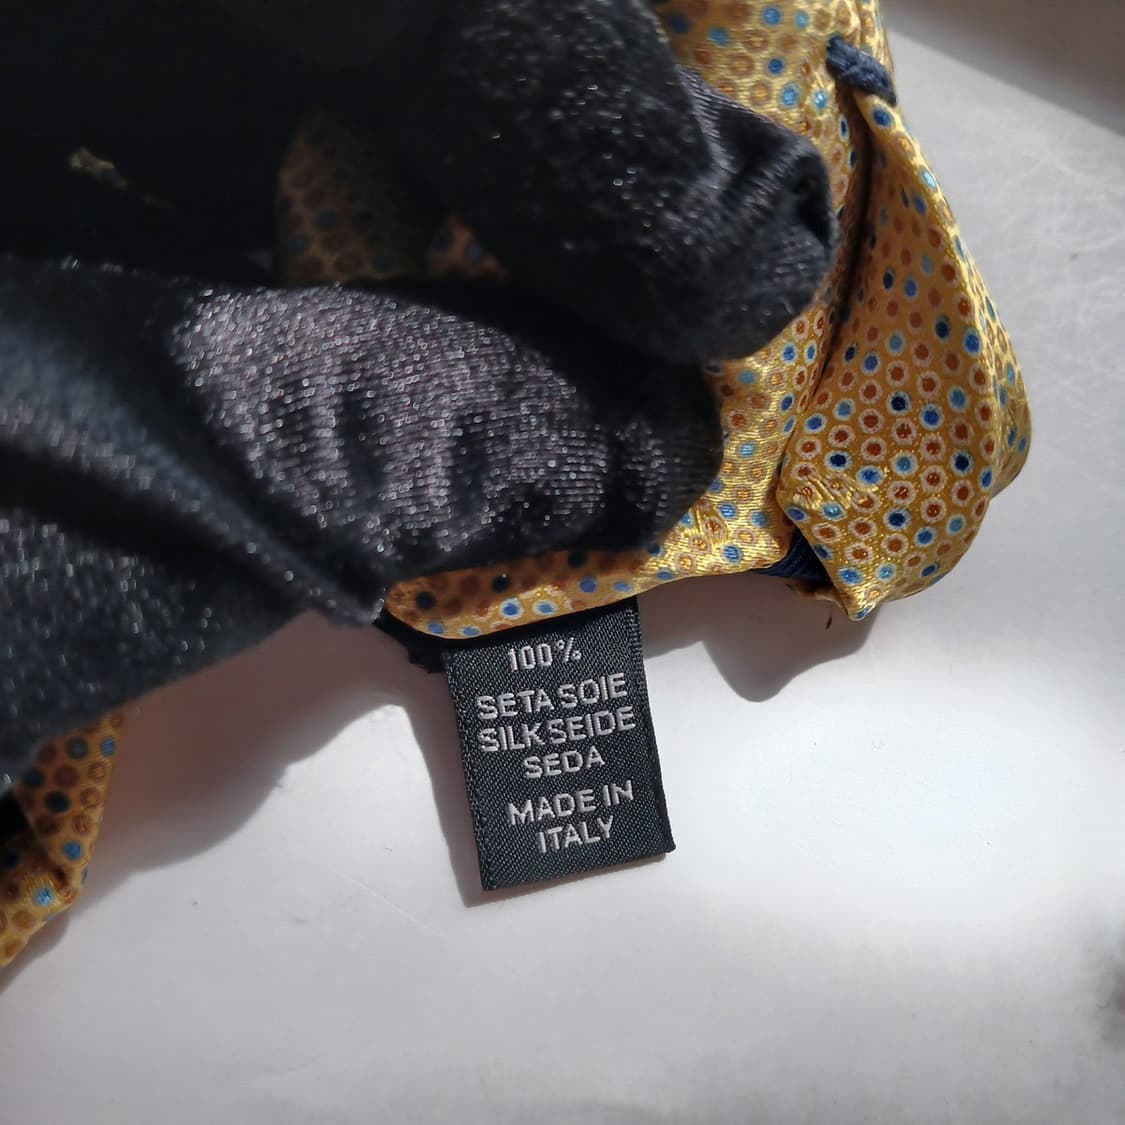 100%
SETA SOIE
SILK SEIDE
SEDA
MADE IN
ITALY